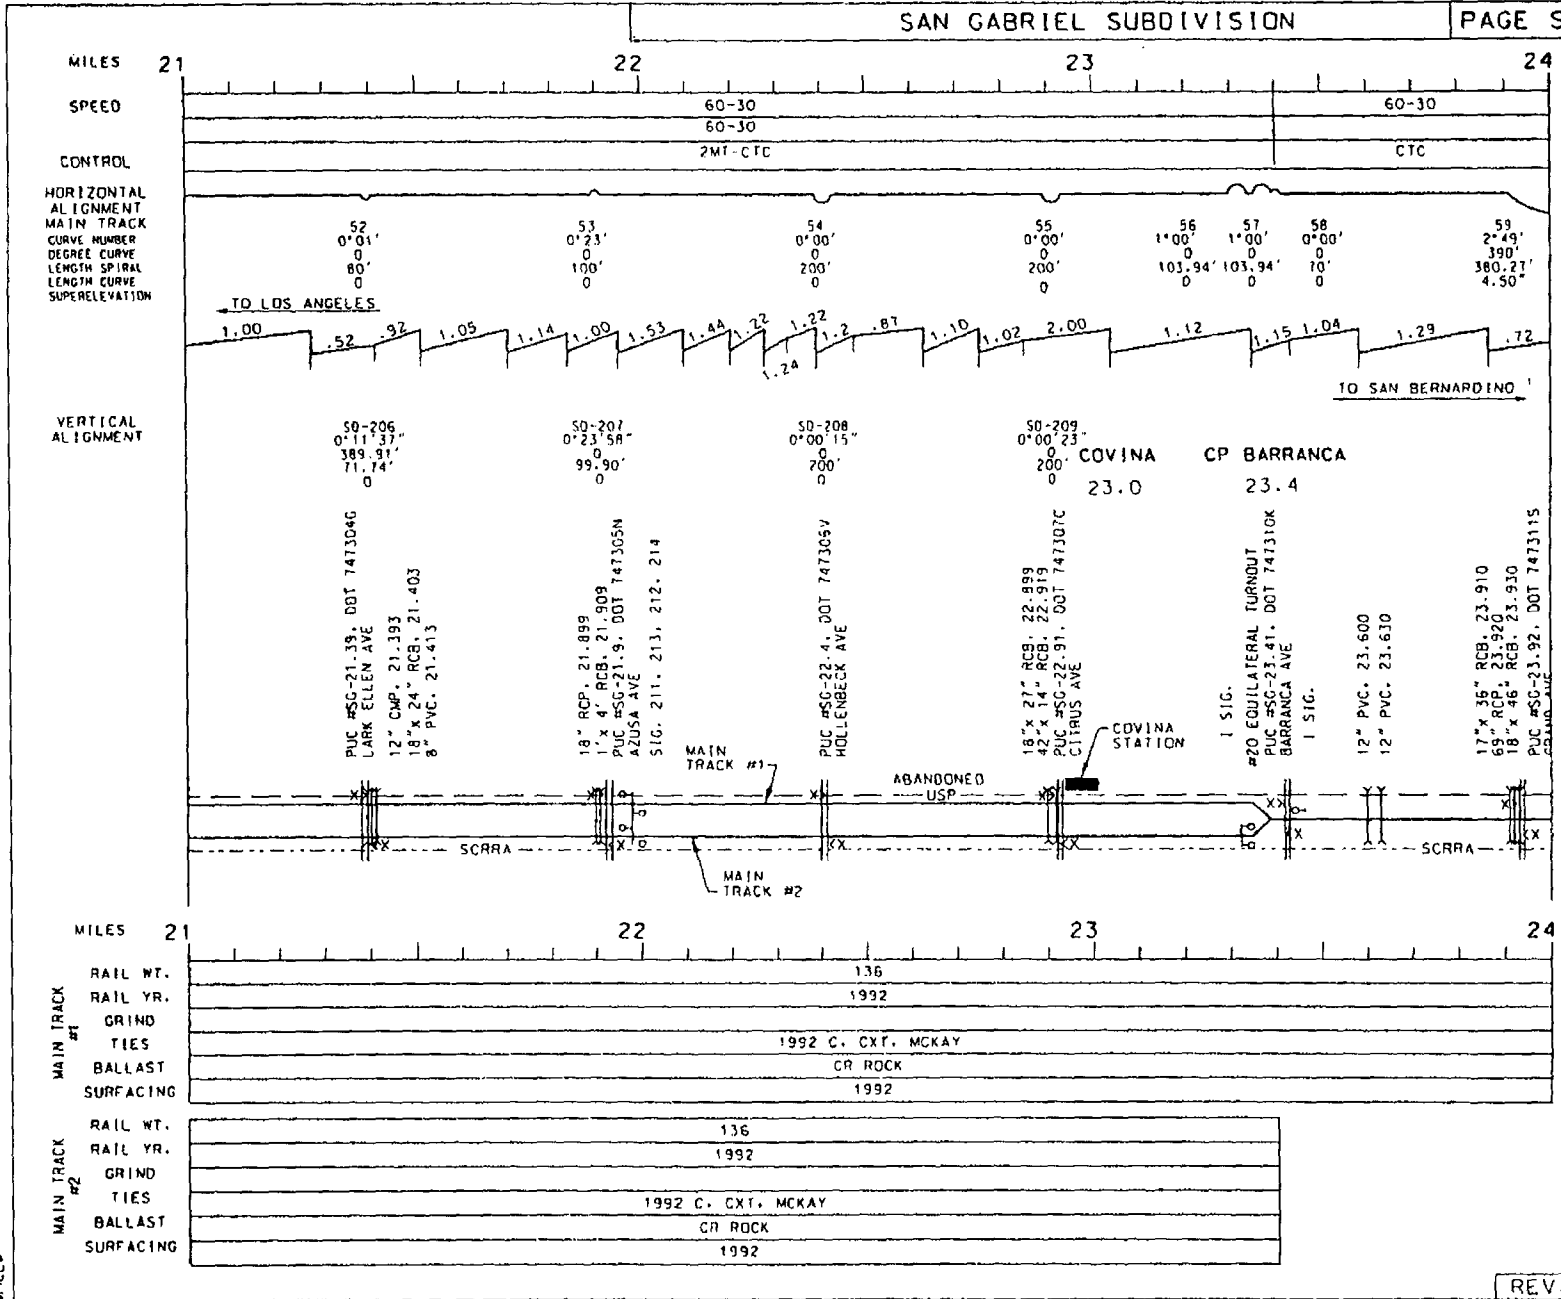 SAN GABRIEL SUBDIVISION
PAGE S
MILES 21 22 23 24
SPEED 60-30 60-30
60-30
CONTROL 2MT-CTC CTC
HORIZONTAL
ALIGNMENT
MAIN TRACK
CURVE NUMBER 52 53 54 55 56 57 58 59
DEGREE CURVE 0°01' 0°23' 0°00' 0°00' 1°00' 1°00' 0°00' 2°49'
LENGTH SPIRAL 0 0 0 0 0 0 0 390'
LENGTH CURVE 80' 100' 200' 200' 103.94' 103.94' 70' 380.27'
SUPERELEVATION 0 0 0 0 0 0 0 4.50"
TO LOS ANGELES
1.00 .52 .92 1.05 1.14 1.00 1.53 1.44 1.22 1.24 1.22 1.2 .87 1.10 1.02 2.00 1.12 1.15 1.04 1.29 .72
TO SAN BERNARDINO
VERTICAL
ALIGNMENT
SO-206
0°11'37"
389.91'
71.74'
0
SO-207
0°23'58"
0
99.90'
0
SO-208
0°00'15"
0
700'
0
SO-209
0°00'23"
0
200'
0
COVINA
23.0
CP BARRANCA
23.4
PUC #SG-21.39, DOT 747304G
LARK ELLEN AVE
12" CMP. 21.393
18"x 24" RCB. 21.403
8" PVC. 21.413
18" RCP. 21.899
1'x 4' RCB. 21.909
PUC #SG-21.9. DOT 747305N
AZUSA AVE
SIG. 211, 213, 212, 214
PUC #SG-22.4, DOT 747306V
HOLLENBECK AVE
18"x 27" RCB. 22.899
42"x 14" RCB. 22.919
PUC #SG-22.91, DOT 747307C
CITRUS AVE
COVINA
STATION
1 SIG.
#20 EQUILATERAL TURNOUT
PUC #SG-23.41, DOT 747310K
BARRANCA AVE
1 SIG.
12" PVC. 23.600
12" PVC. 23.630
17"x 36" RCB. 23.910
69" RCP. 23.920
18"x 46" RCB. 23.930
PUC #SG-23.92, DOT 747311S
GRAND AVE
MAIN
TRACK #1
ABANDONED
USP
SCRRA
SCRRA
MAIN
TRACK #2
MILES 21 22 23 24
MAIN TRACK
#1
RAIL WT. 136
RAIL YR. 1992
GRIND
TIES 1992 C. CXT. MCKAY
BALLAST CR ROCK
SURFACING 1992
MAIN TRACK
#2
RAIL WT. 136
RAIL YR. 1992
GRIND
TIES 1992 C. CXT. MCKAY
BALLAST CR ROCK
SURFACING 1992
REV